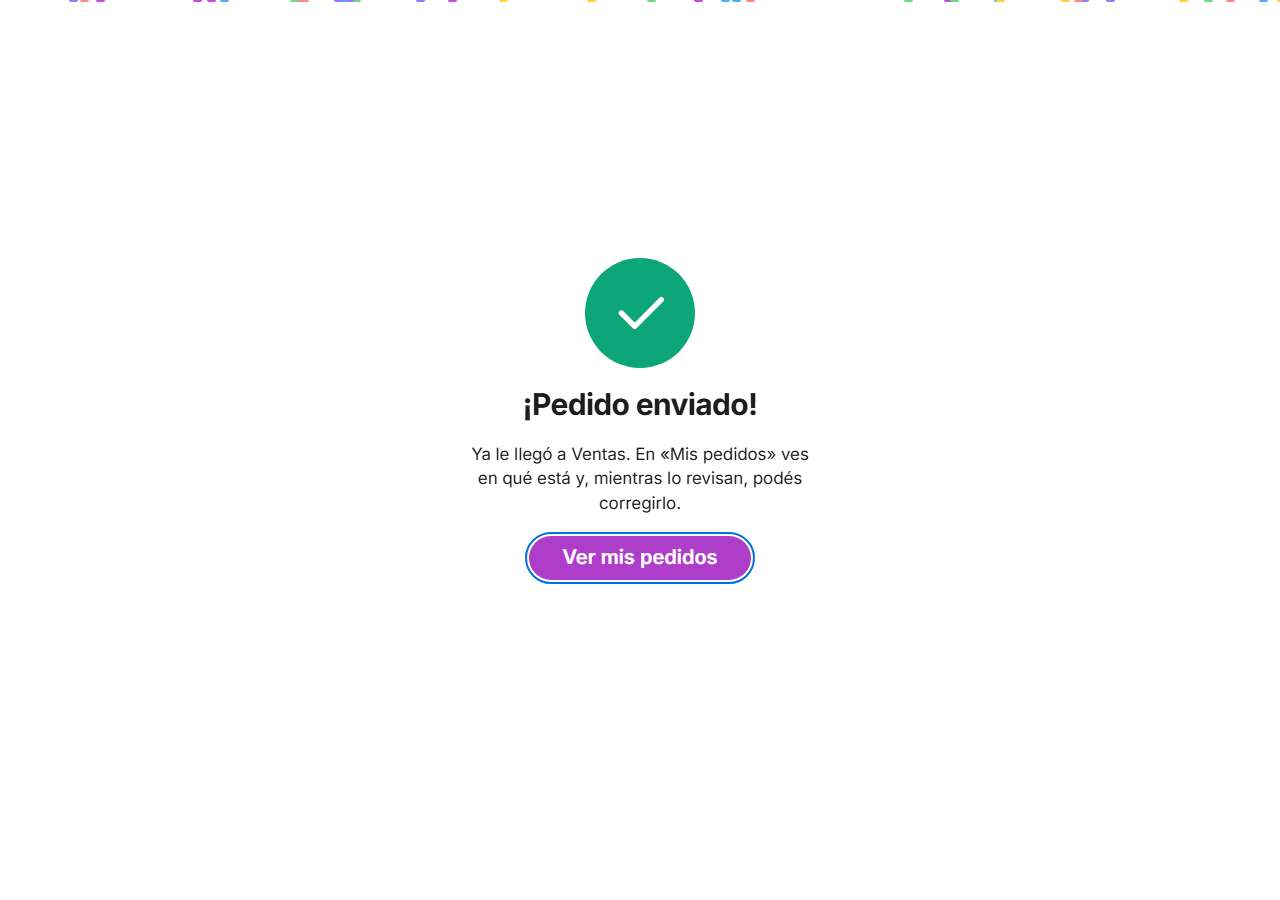 ¡Pedido enviado!
Ya le llegó a Ventas. En «Mis pedidos» ves
en qué está y, mientras lo revisan, podés
corregirlo.
Ver mis pedidos